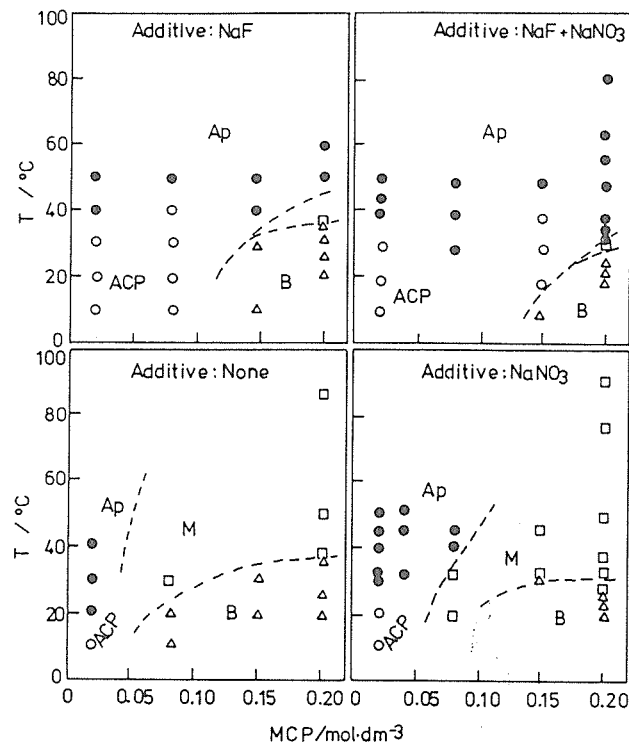 Additive: NaF
Additive: NaF + NaNO3
100
80
60
40
20
0
T / °C
Ap
ACP
B
Ap
ACP
B
Additive: None
Additive: NaNO3
100
80
60
40
20
0
T / °C
Ap
M
ACP
B
Ap
M
ACP
B
0 0.05 0.10 0.15 0.20
0 0.05 0.10 0.15 0.20
MCP/mol·dm-3